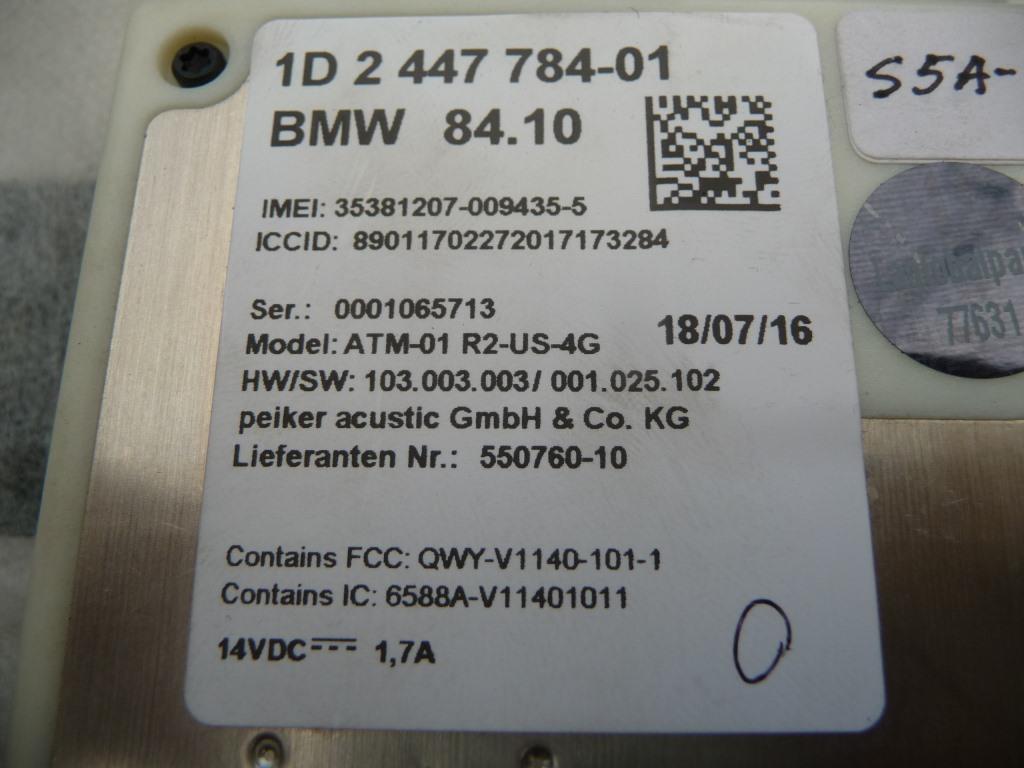 1D 2 447 784-01
BMW 84.10
S5A-
IMEI: 35381207-009435-5
ICCID: 89011702272017173284
Ser.: 0001065713
18/07/16
Model: ATM-01 R2-US-4G
HW/SW: 103.003.003/ 001.025.102
peiker acustic GmbH & Co. KG
Lieferanten Nr.: 550760-10
77631
Contains FCC: QWY-V1140-101-1
Contains IC: 6588A-V11401011
14VDC 1,7A
0